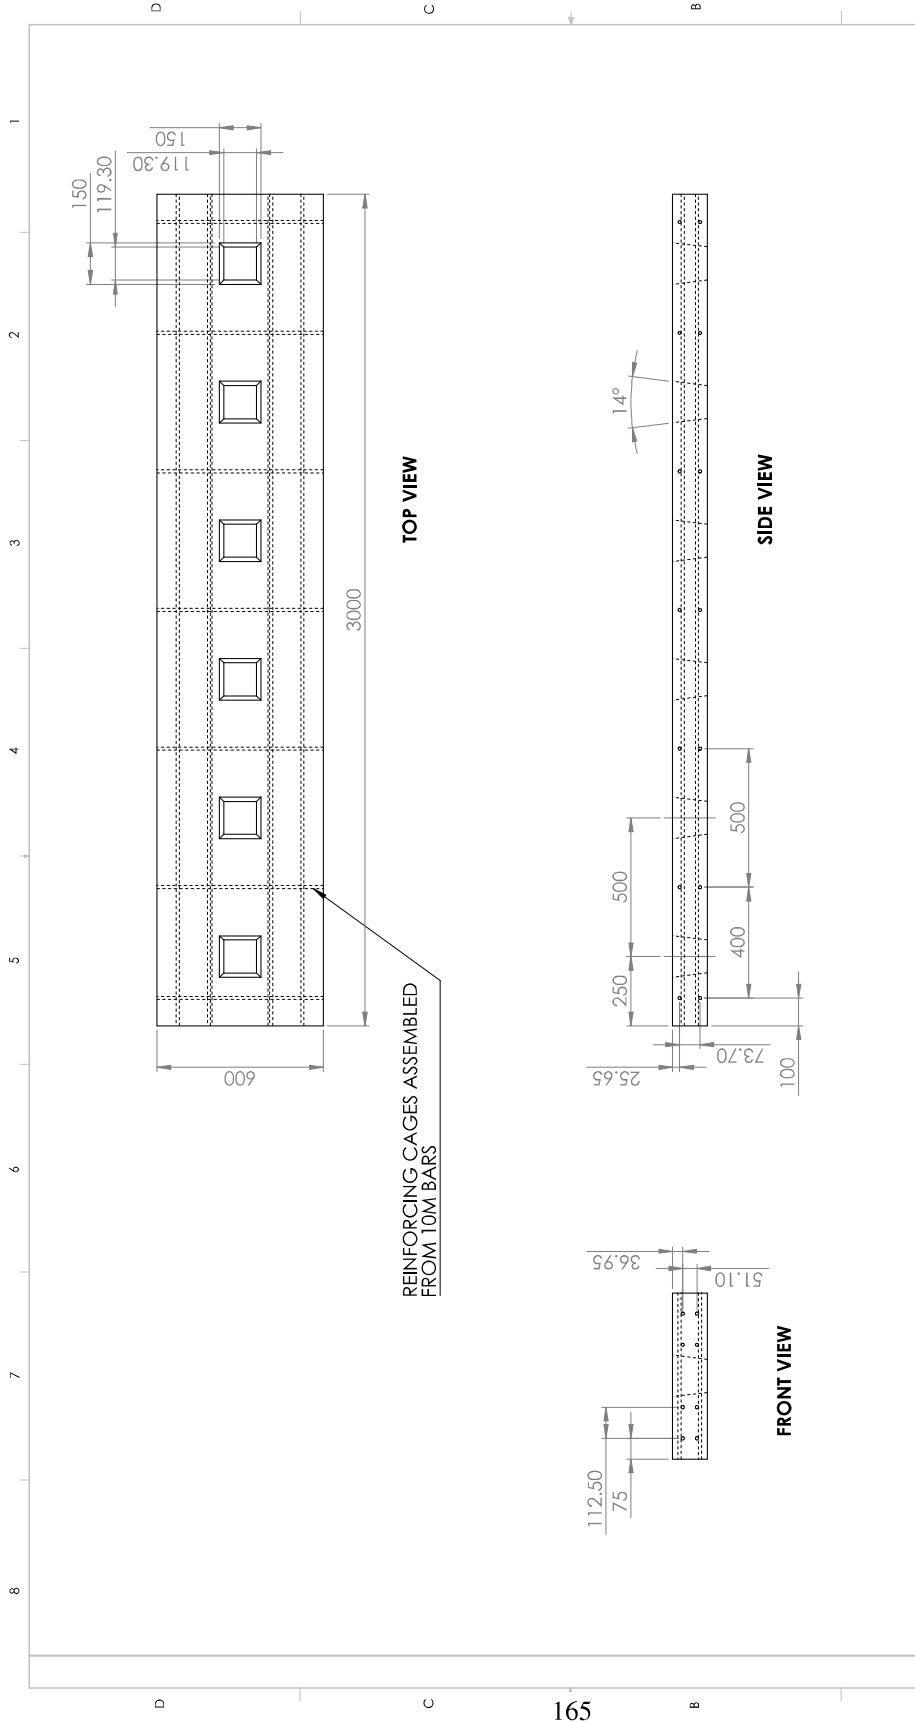 D
C
B
1
2
3
4
5
6
7
8
150
119.30
150
119.30
3000
600
TOP VIEW
REINFORCING CAGES ASSEMBLED
FROM 10M BARS
14°
SIDE VIEW
500
250
500
400
100
25.65
73.70
36.95
51.10
112.50
75
FRONT VIEW
D
C
B
165